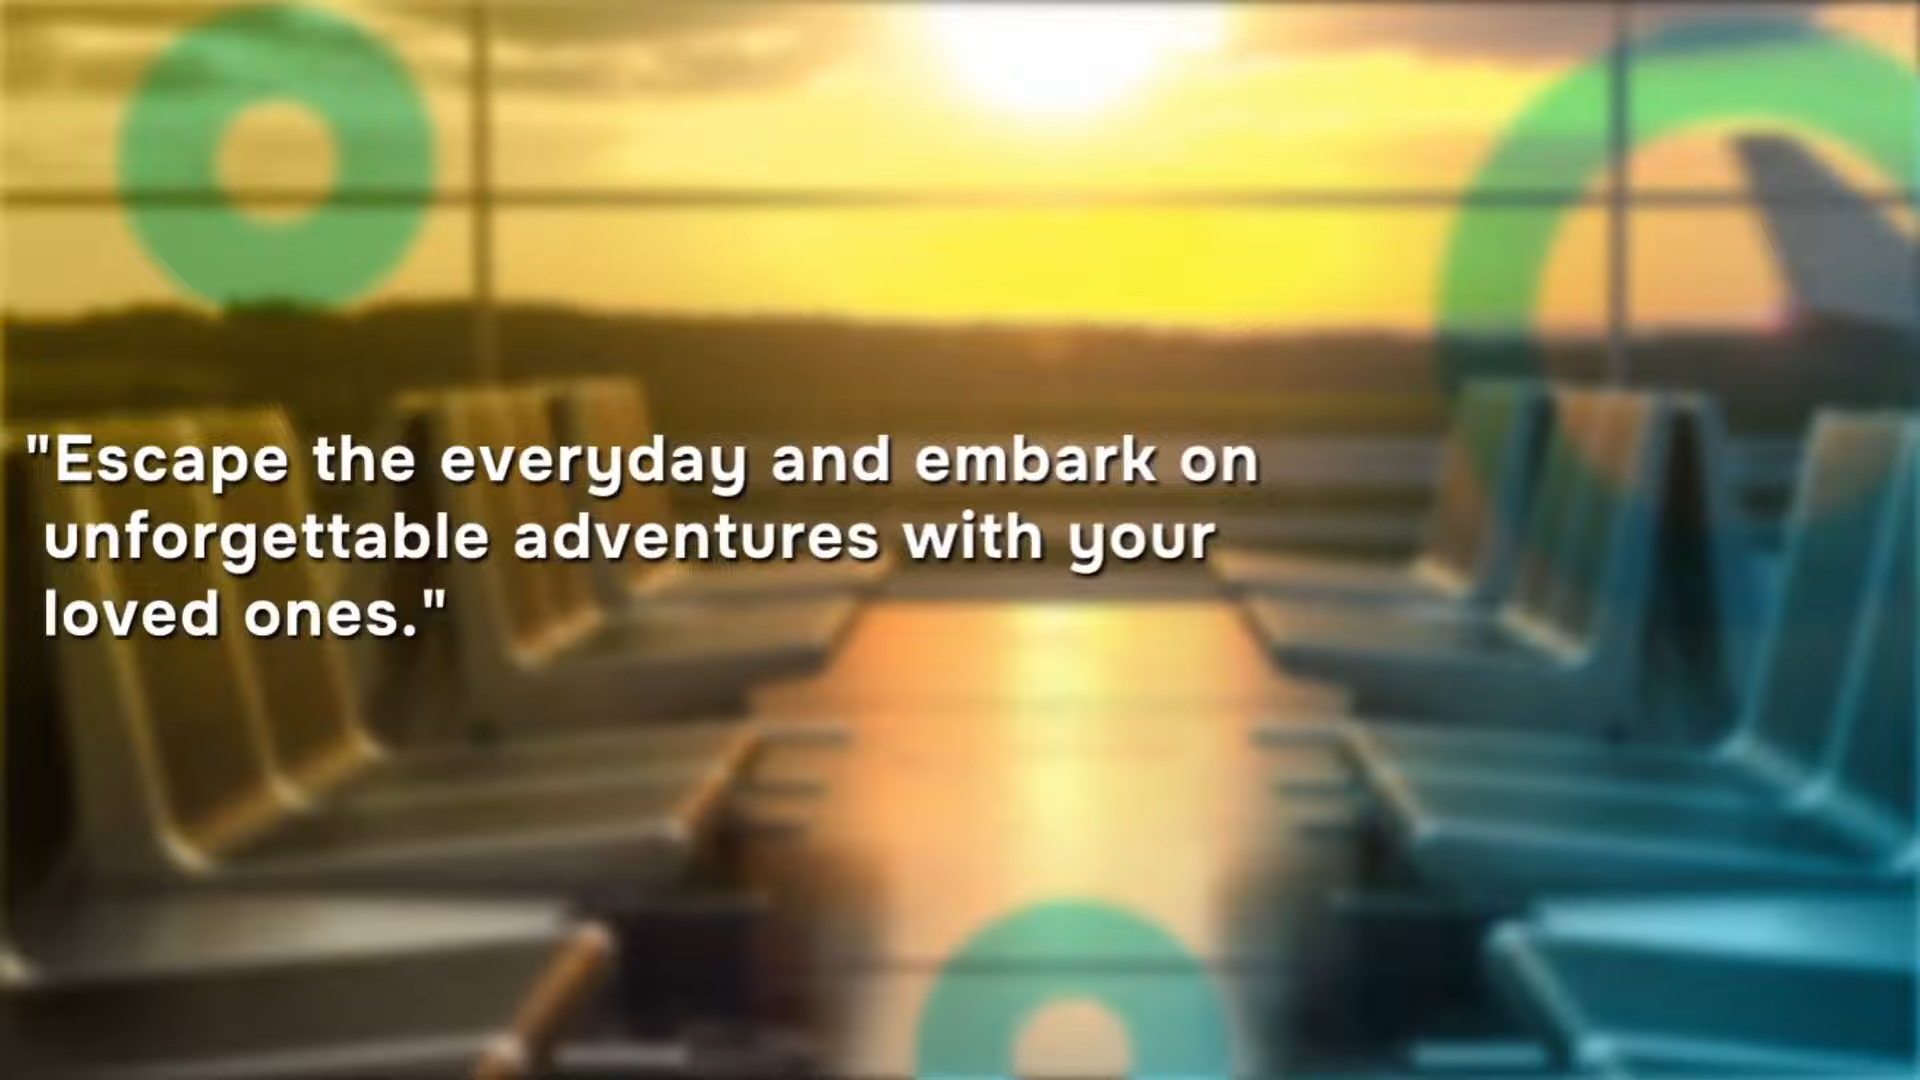 "Escape the everyday and embark on
unforgettable adventures with your
loved ones."